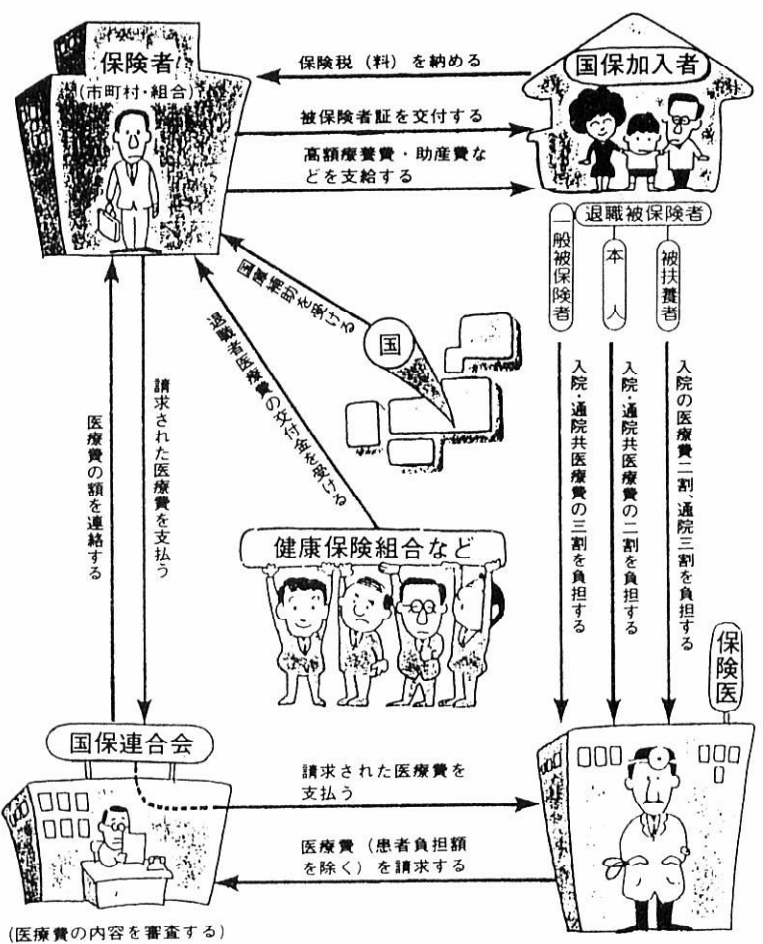 保険者
(市町村・組合)
保険税(料)を納める
国保加入者
被保険者証を交付する
高額療養費・助産費な
どを支給する
一般被保険者
退職被保険者
本人
被扶養者
国庫補助を受ける
国
退職者医療費の交付金を受ける
医療費の額を連絡する
請求された医療費を支払う
健康保険組合など
入院・通院共医療費の三割を負担する
入院・通院共医療費の二割を負担する
入院の医療費二割、通院三割を負担する
保険医
国保連合会
請求された医療費を
支払う
医療費(患者負担額
を除く)を請求する
(医療費の内容を審査する)